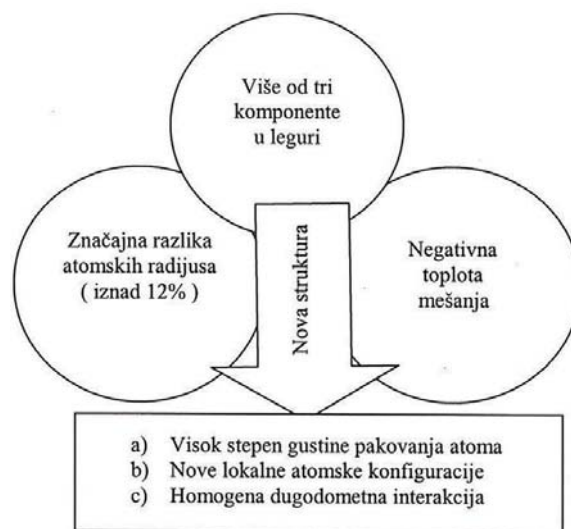 Više od tri
komponente
u leguri
Značajna razlika
atomskih radijusa
( iznad 12% )
Nova struktura
Negativna
toplota
mešanja
a) Visok stepen gustine pakovanja atoma
b) Nove lokalne atomske konfiguracije
c) Homogena dugodometna interakcija